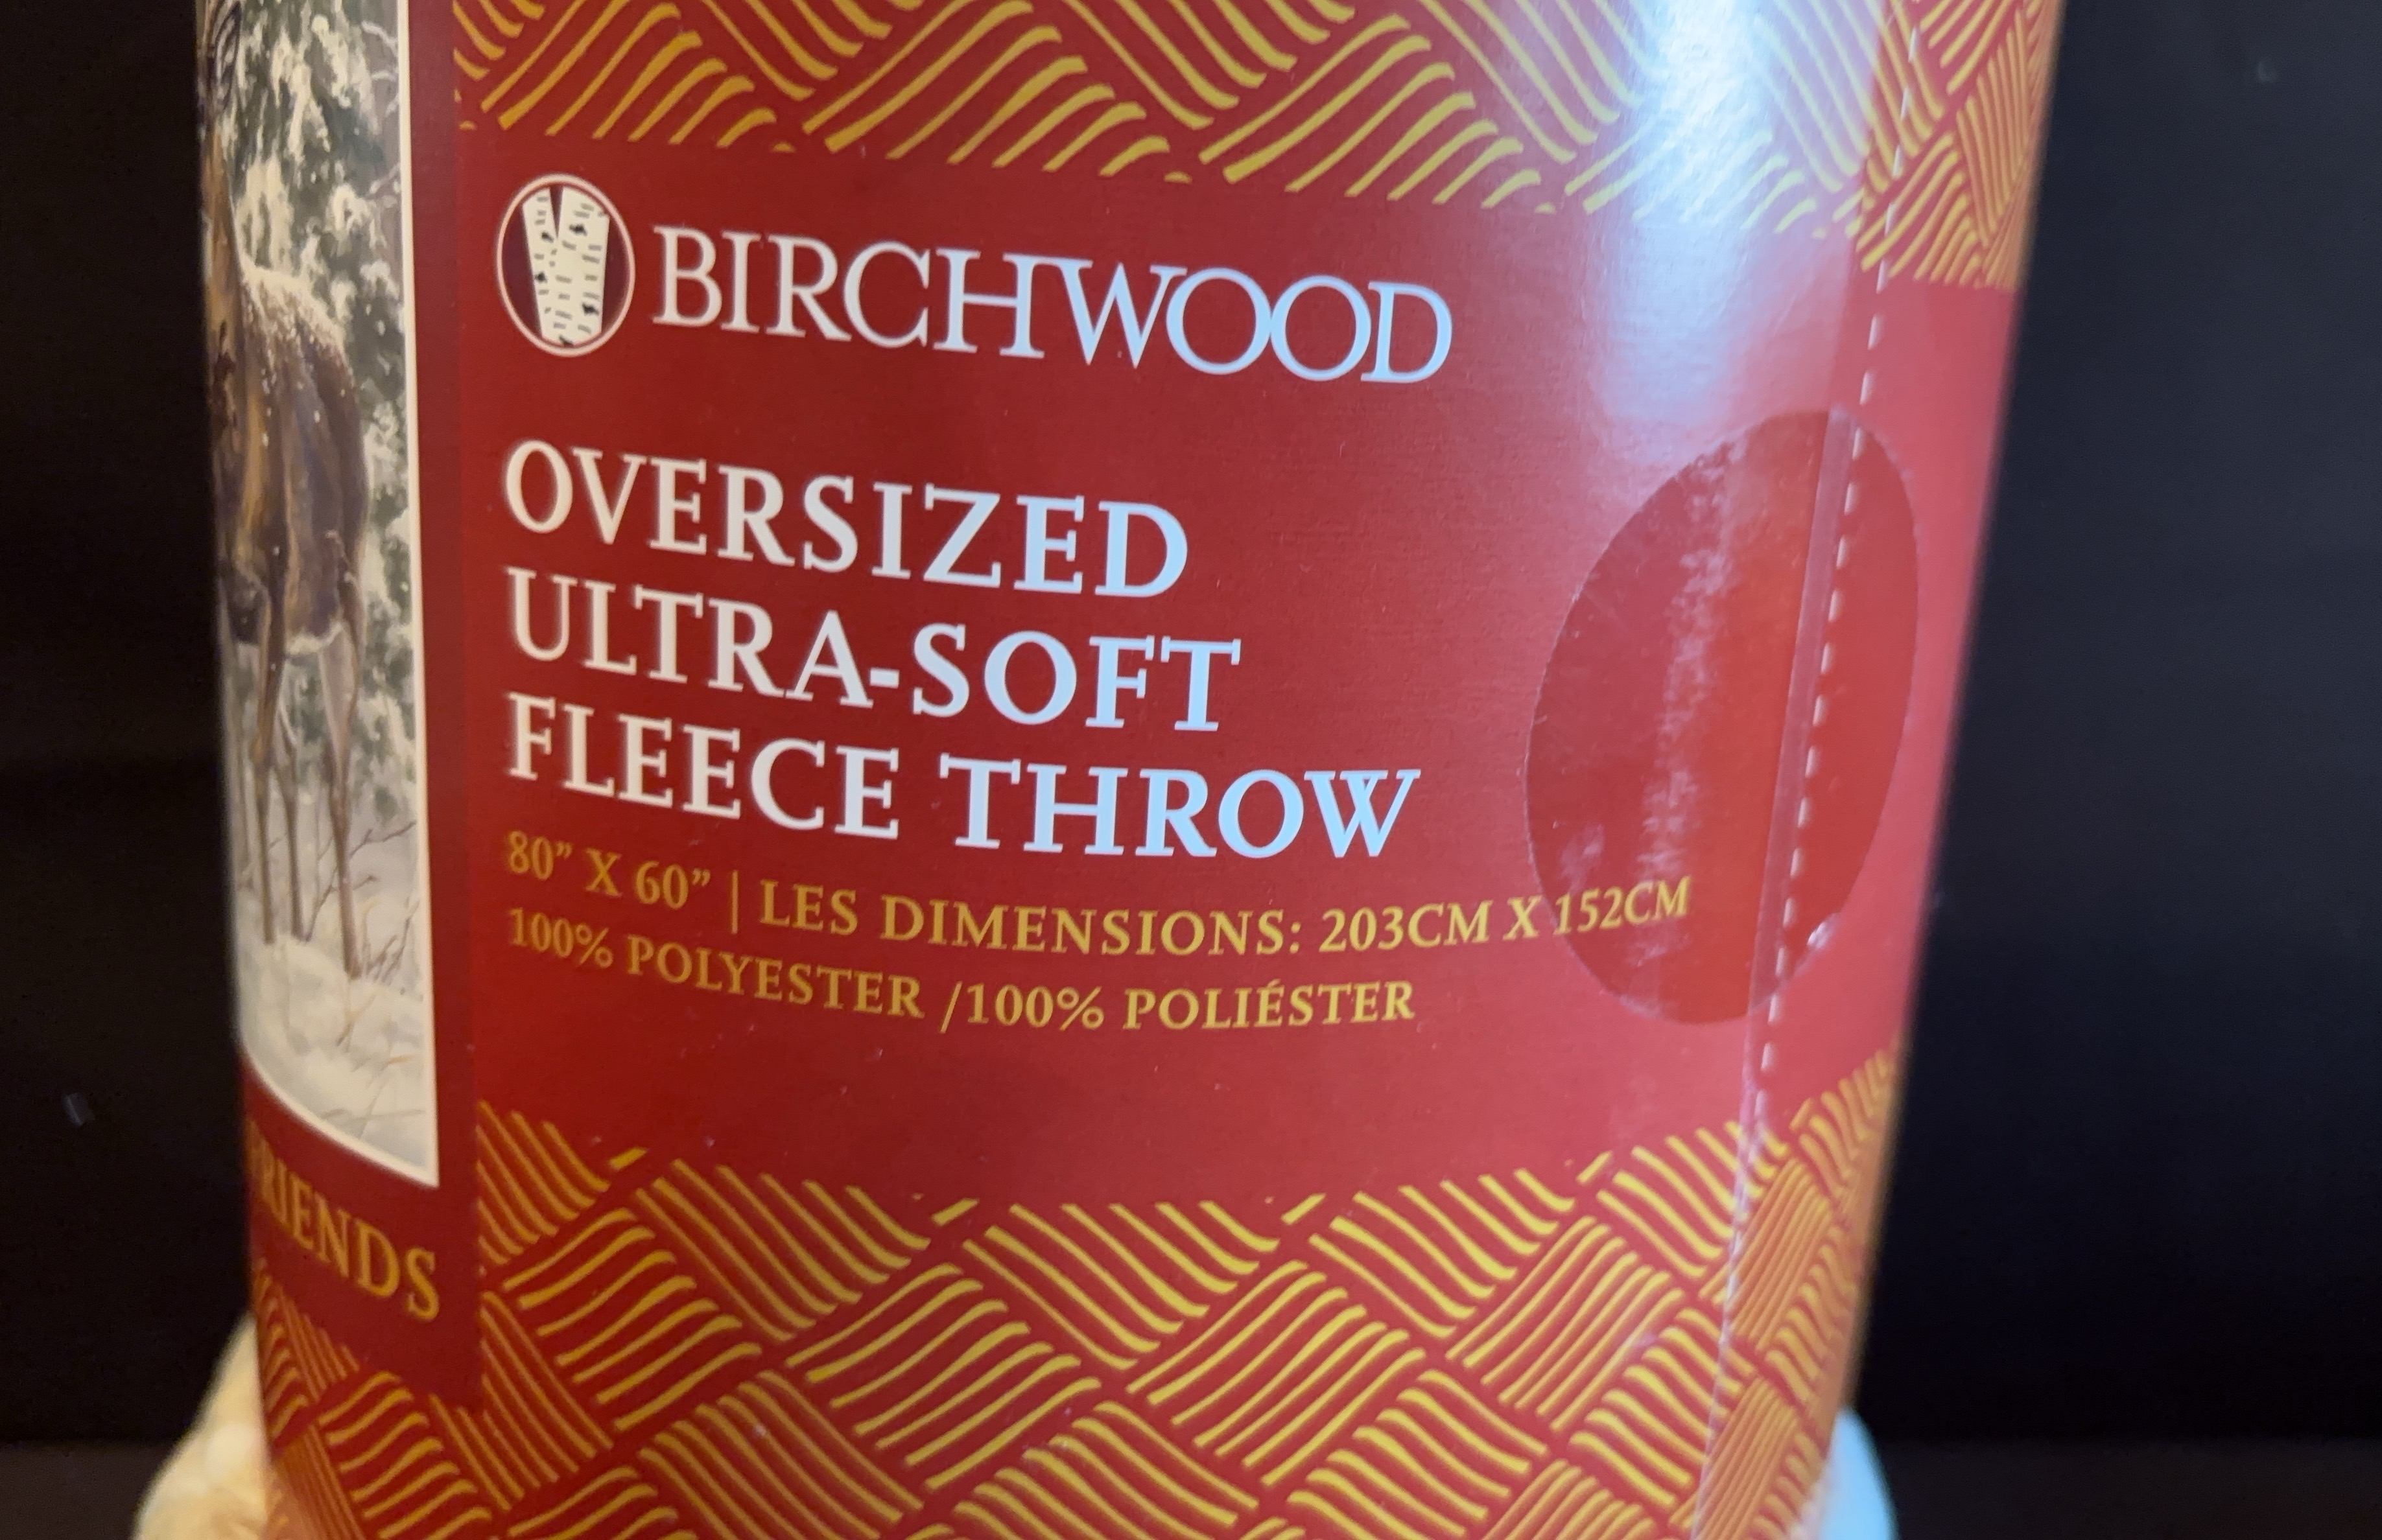 BIRCHWOOD
OVERSIZED
ULTRA-SOFT
FLEECE THROW
80” X 60” | LES DIMENSIONS: 203CM X 152CM
100% POLYESTER /100% POLIÉSTER